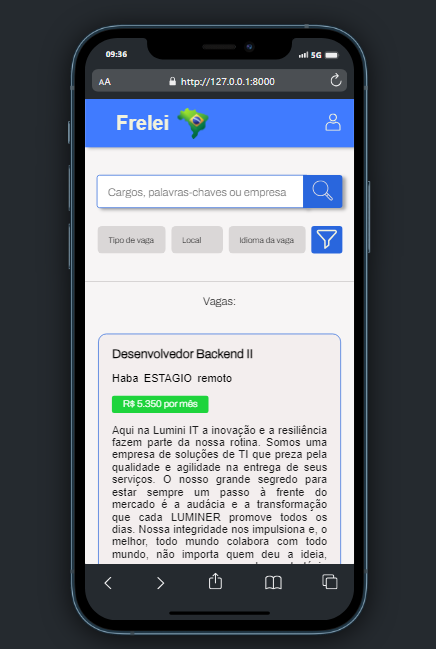 09:36
5G
AA
http://127.0.0.1:8000
Frelei
Cargos, palavras-chaves ou empresa
Tipo de vaga
Local
Idioma da vaga
Vagas:
Desenvolvedor Backend II
Haba ESTAGIO remoto
R$ 5.350 por mês
Aqui na Lumini IT a inovação e a resiliência
fazem parte da nossa rotina. Somos uma
empresa de soluções de TI que preza pela
qualidade e agilidade na entrega de seus
serviços. O nosso grande segredo para
estar sempre um passo à frente do
mercado é a audácia e a transformação
que cada LUMINER promove todos os
dias. Nossa integridade nos impulsiona e, o
melhor, todo mundo colabora com todo
mundo, não importa quem deu a ideia,